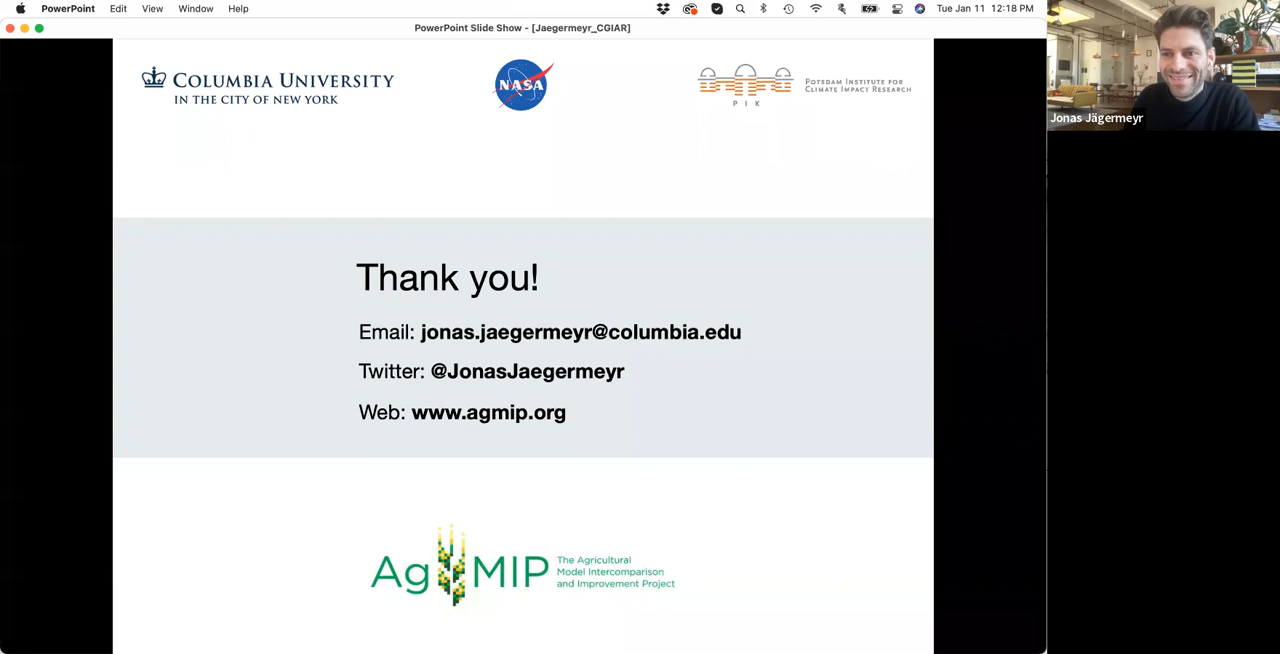 PowerPoint Edit View Window Help
Tue Jan 11 12:18 PM
PowerPoint Slide Show - [Jaegermeyr_CGIAR]
COLUMBIA UNIVERSITY
IN THE CITY OF NEW YORK
NASA
PIK
POTSDAM INSTITUTE FOR
CLIMATE IMPACT RESEARCH
Jonas Jägermeyr
Thank you!
Email: jonas.jaegermeyr@columbia.edu
Twitter: @JonasJaegermeyr
Web: www.agmip.org
AgMIP
The Agricultural
Model Intercomparison
and Improvement Project